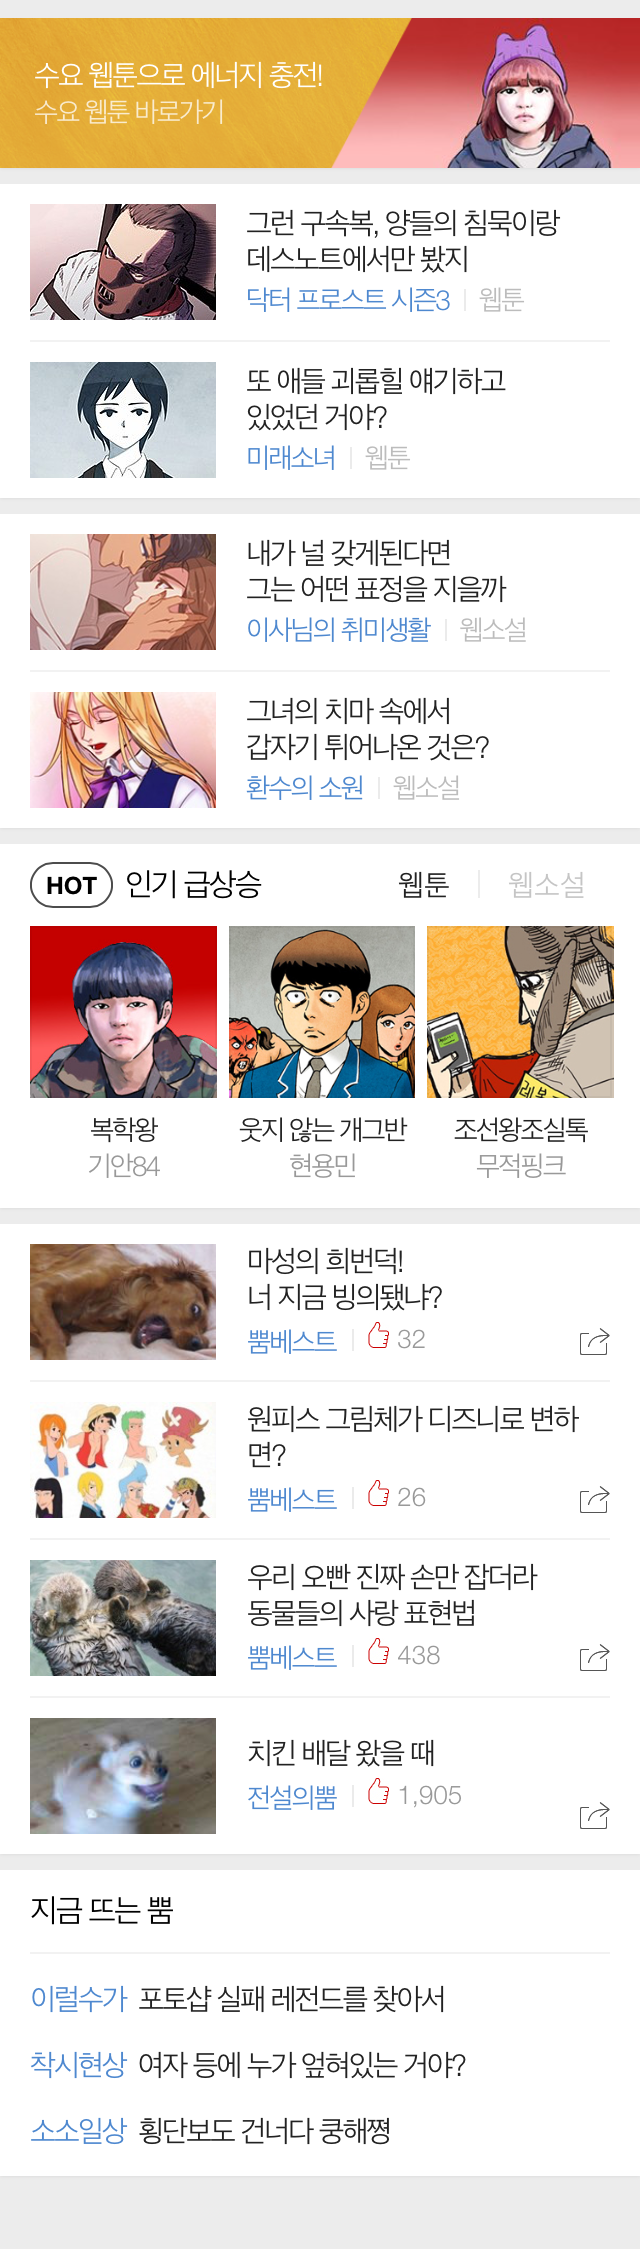 수요 웹툰으로 에너지 충전!
수요 웹툰 바로가기
그런 구속복, 양들의 침묵이랑
데스노트에서만 봤지
닥터 프로스트 시즌3 웹툰
또 애들 괴롭힐 얘기하고
있었던 거야?
미래소녀 웹툰
내가 널 갖게된다면
그는 어떤 표정을 지을까
이사님의 취미생활 웹소설
그녀의 치마 속에서
갑자기 튀어나온 것은?
환수의 소원 웹소설
HOT 인기 급상승 웹툰 웹소설
복학왕 웃지 않는 개그반 조선왕조실톡
기안84 현용민 무적핑크
마성의 희번덕!
너 지금 빙의됐냐?
뿜베스트 32
원피스 그림체가 디즈니로 변하
면?
뿜베스트 26
우리 오빤 진짜 손만 잡더라
동물들의 사랑 표현법
뿜베스트 438
치킨 배달 왔을 때
전설의뿜 1,905
지금 뜨는 뿜
이럴수가 포토샵 실패 레전드를 찾아서
착시현상 여자 등에 누가 엎혀있는 거야?
소소일상 횡단보도 건너다 쿵해쪙